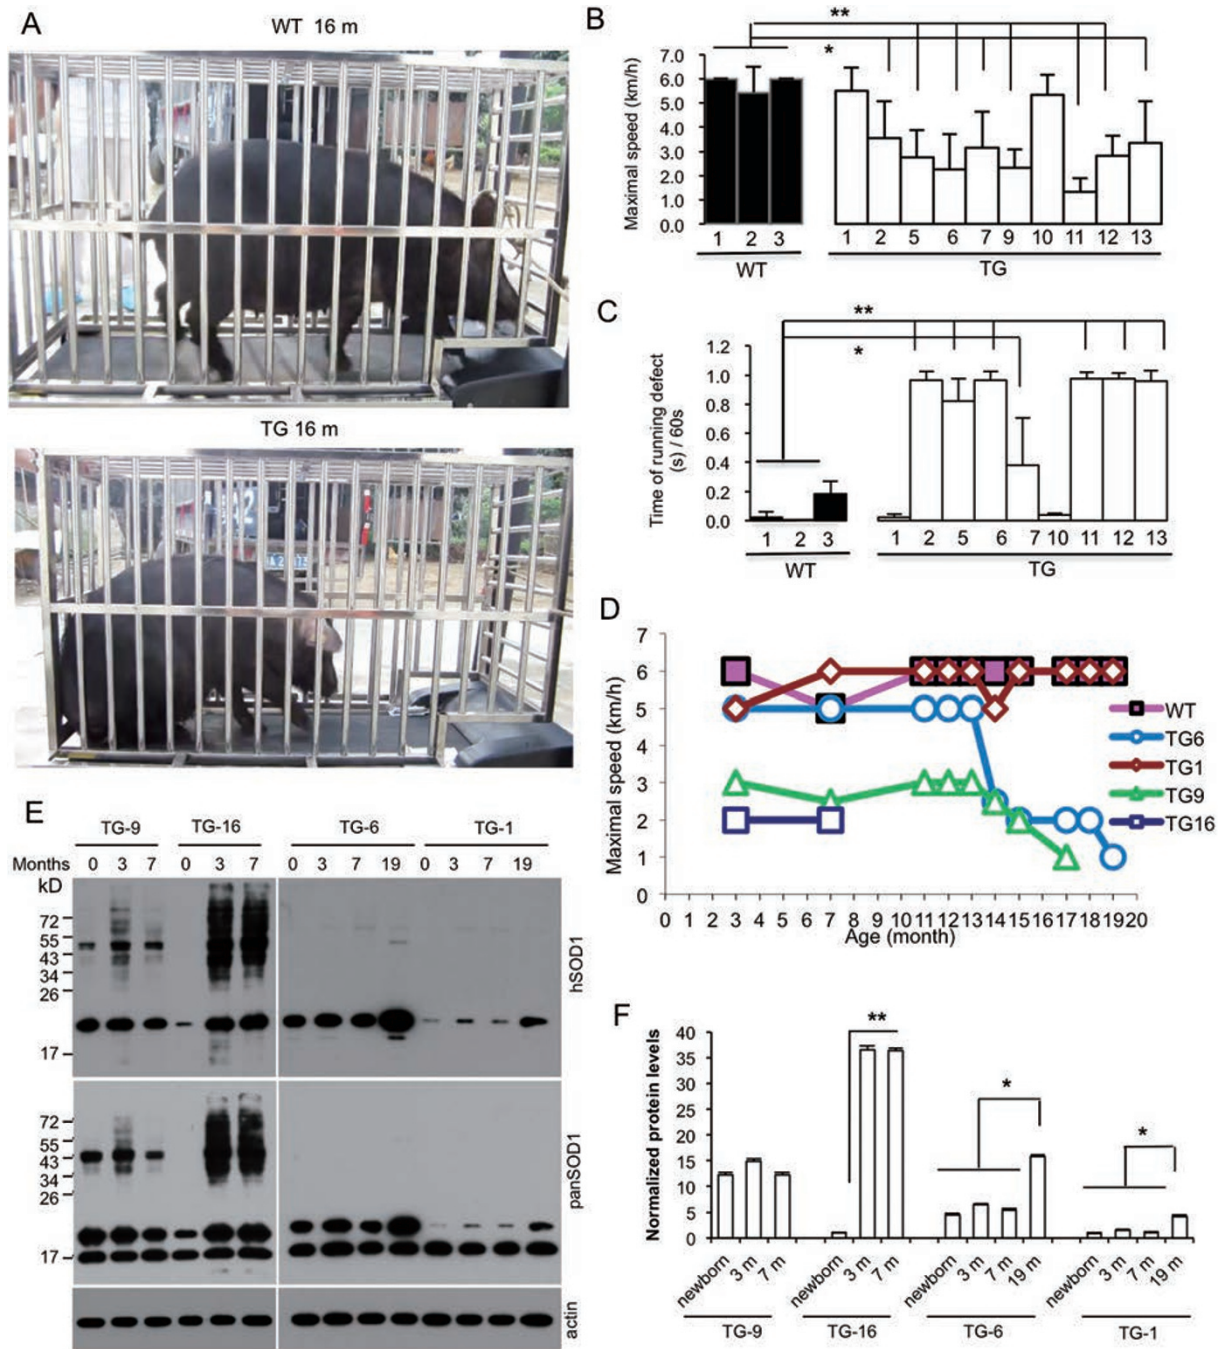 A
WT 16 m
TG 16 m
B
**
*
Maximal speed (km/h)
7.0
6.0
5.0
4.0
3.0
2.0
1.0
0.0
1 2 3 1 2 5 6 7 9 10 11 12 13
WT TG
C
**
*
Time of running defect
(s) / 60s
1.2
1.0
0.8
0.6
0.4
0.2
0.0
1 2 3 1 2 5 6 7 10 11 12 13
WT TG
D
Maximal speed (km/h)
7
6
5
4
3
2
1
0
0 1 2 3 4 5 6 7 8 9 10 11 12 13 14 15 16 17 18 19 20
Age (month)
WT
TG6
TG1
TG9
TG16
E
TG-9 TG-16 TG-6 TG-1
Months 0 3 7 0 3 7 0 3 7 19 0 3 7 19
kD
72
55
43
34
26
17
hSOD1
72
55
43
34
26
17
panSOD1
actin
F
Normalized protein levels
40
35
30
25
20
15
10
5
0
**
*
*
newborn 3 m 7 m newborn 3 m 7 m newborn 3 m 7 m 19 m newborn 3 m 7 m 19 m
TG-9 TG-16 TG-6 TG-1